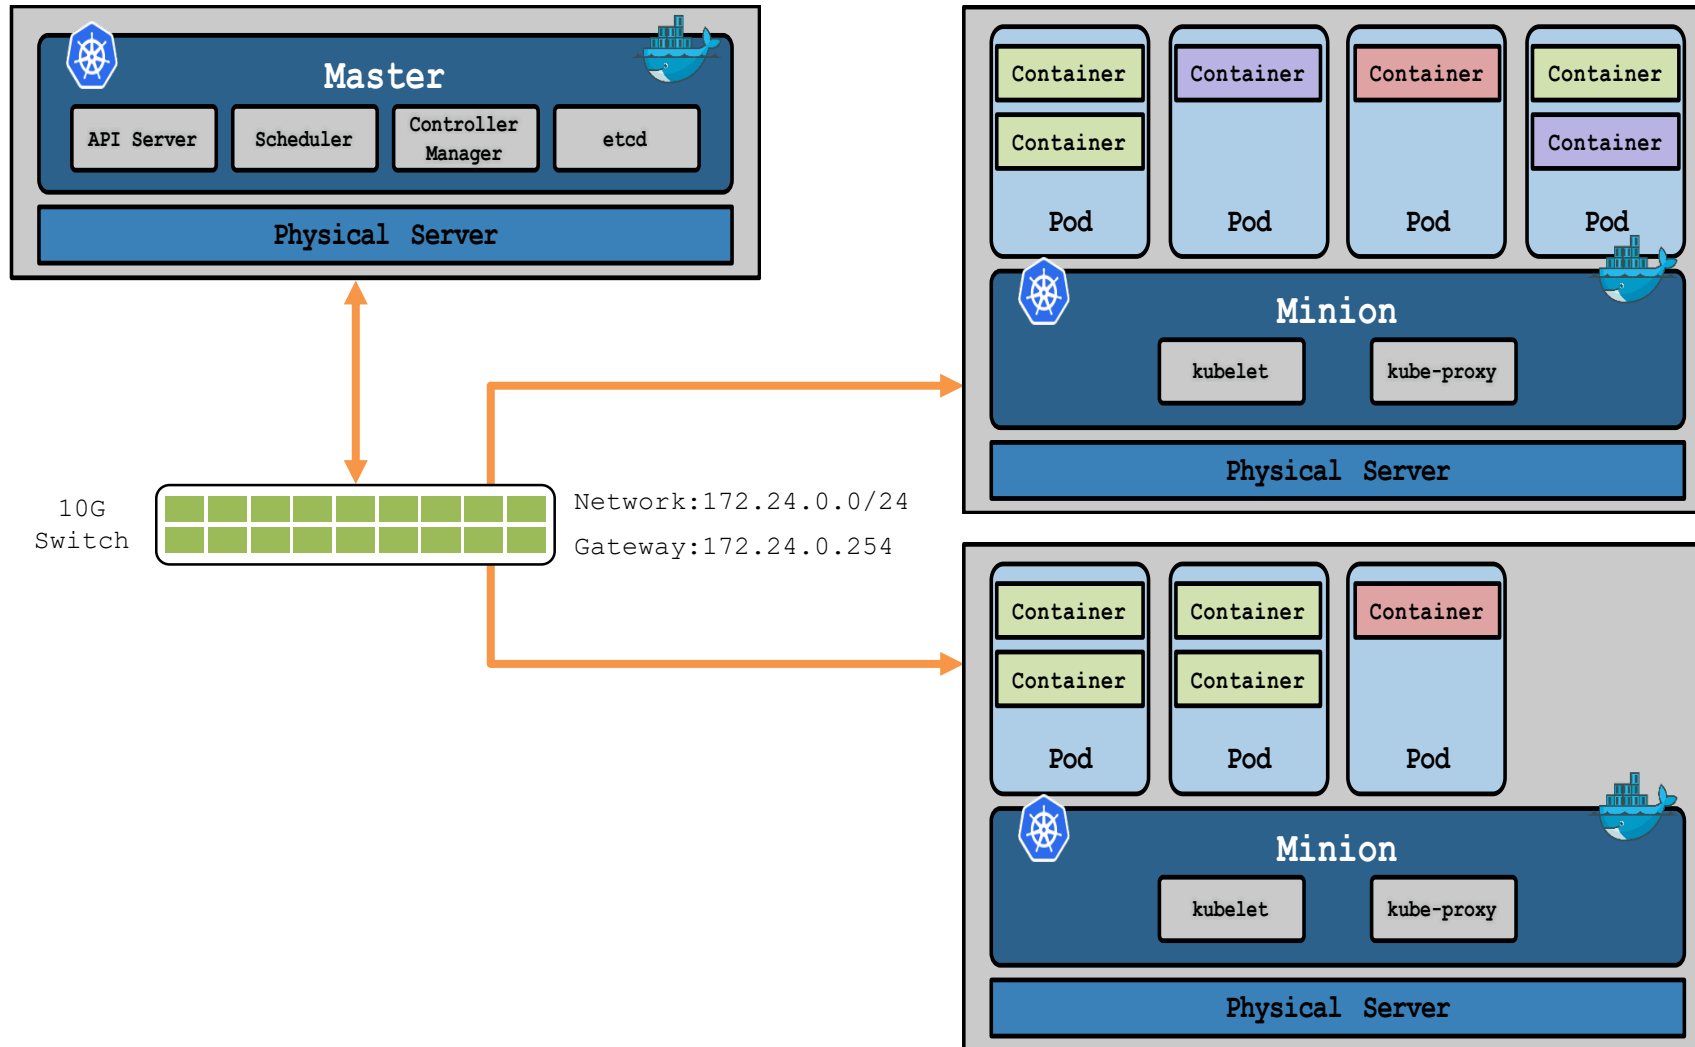 Master
API Server
Scheduler
Controller
Manager
etcd
Physical Server
10G
Switch
Network:172.24.0.0/24
Gateway:172.24.0.254
Container
Container
Container
Container
Container
Container
Pod
Pod
Pod
Pod
Minion
kubelet
kube-proxy
Physical Server
Container
Container
Container
Container
Container
Pod
Pod
Pod
Minion
kubelet
kube-proxy
Physical Server